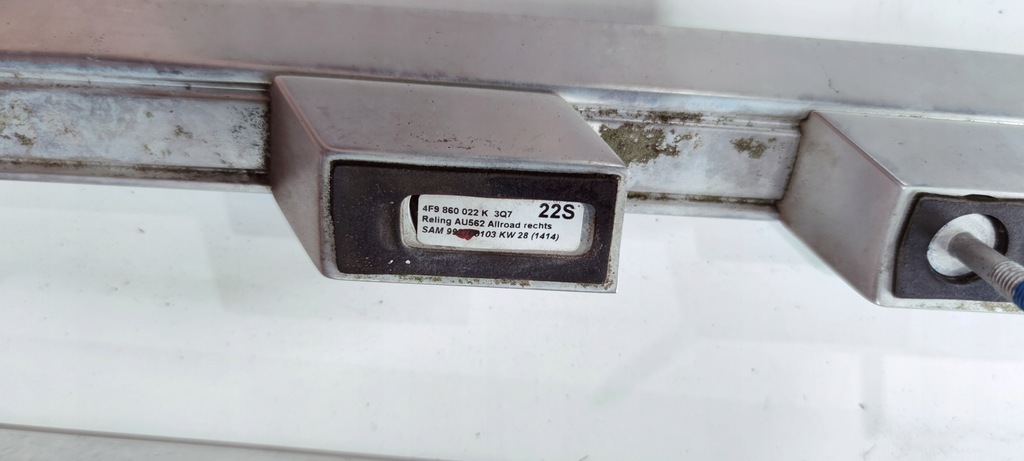 4F9 860 022 K 3Q7 22S
Reling AU562 Allroad rechts
SAM KW 28 (1414)